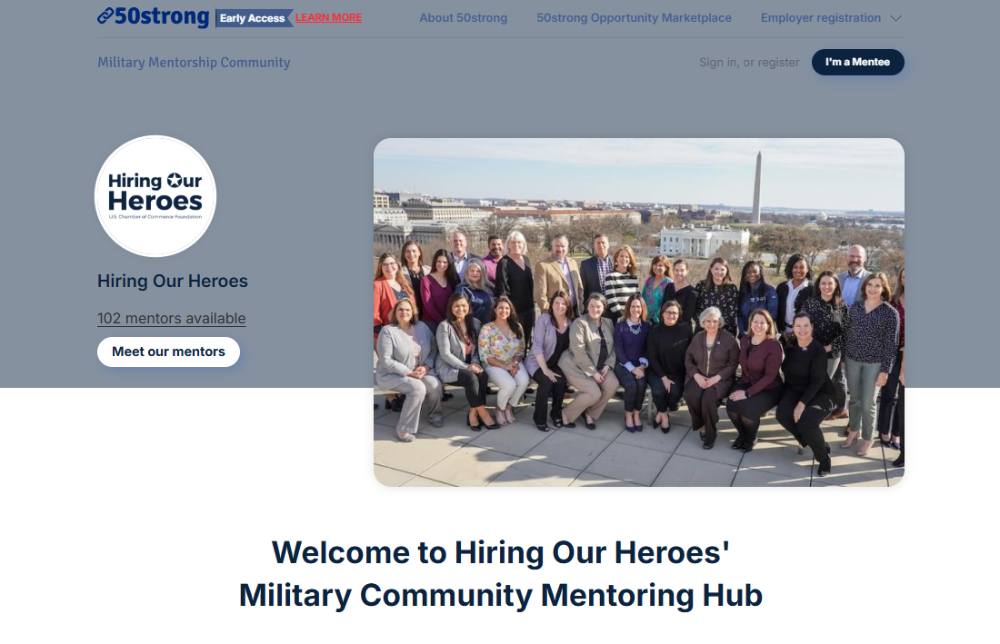 50strong Early Access LEARN MORE About 50strong 50strong Opportunity Marketplace Employer registration
Military Mentorship Community Sign in, or register I'm a Mentee
Hiring Our
Heroes
U.S. Chamber of Commerce Foundation
Hiring Our Heroes
102 mentors available
Meet our mentors
Welcome to Hiring Our Heroes'
Military Community Mentoring Hub